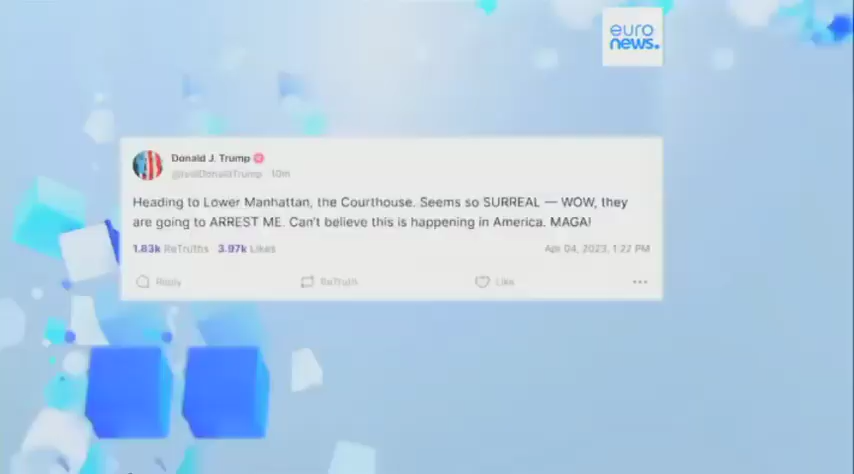 euro
news.
Donald J. Trump
@realDonaldTrump · 10m
Heading to Lower Manhattan, the Courthouse. Seems so SURREAL — WOW, they
are going to ARREST ME. Can't believe this is happening in America. MAGA!
1.83k ReTruths 3.97k Likes
Apr 04, 2023, 1:22 PM
Reply
ReTruth
Like